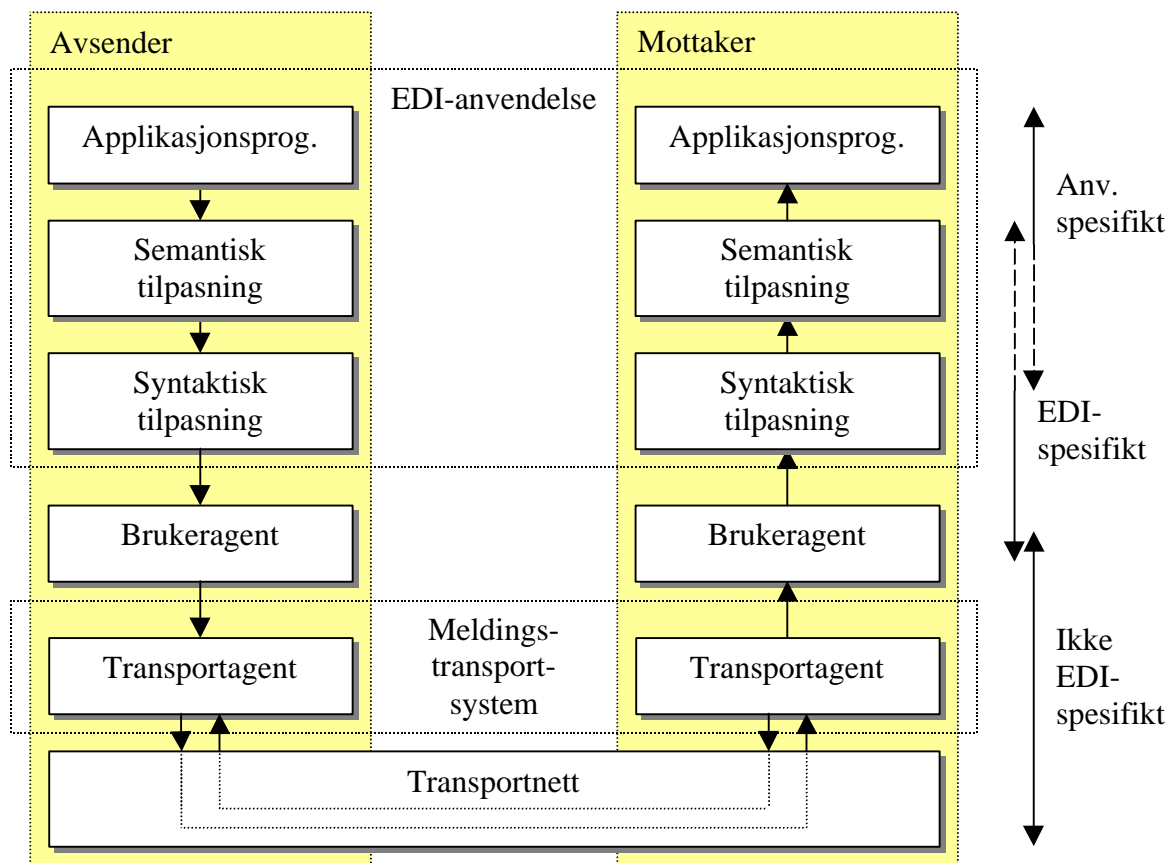 Avsender
Mottaker
EDI-anvendelse
Applikasjonsprog.
Applikasjonsprog.
Anv.
spesifikt
Semantisk
tilpasning
Semantisk
tilpasning
Syntaktisk
tilpasning
Syntaktisk
tilpasning
EDI-
spesifikt
Brukeragent
Brukeragent
Meldings-
transport-
system
Transportagent
Transportagent
Ikke
EDI-
spesifikt
Transportnett